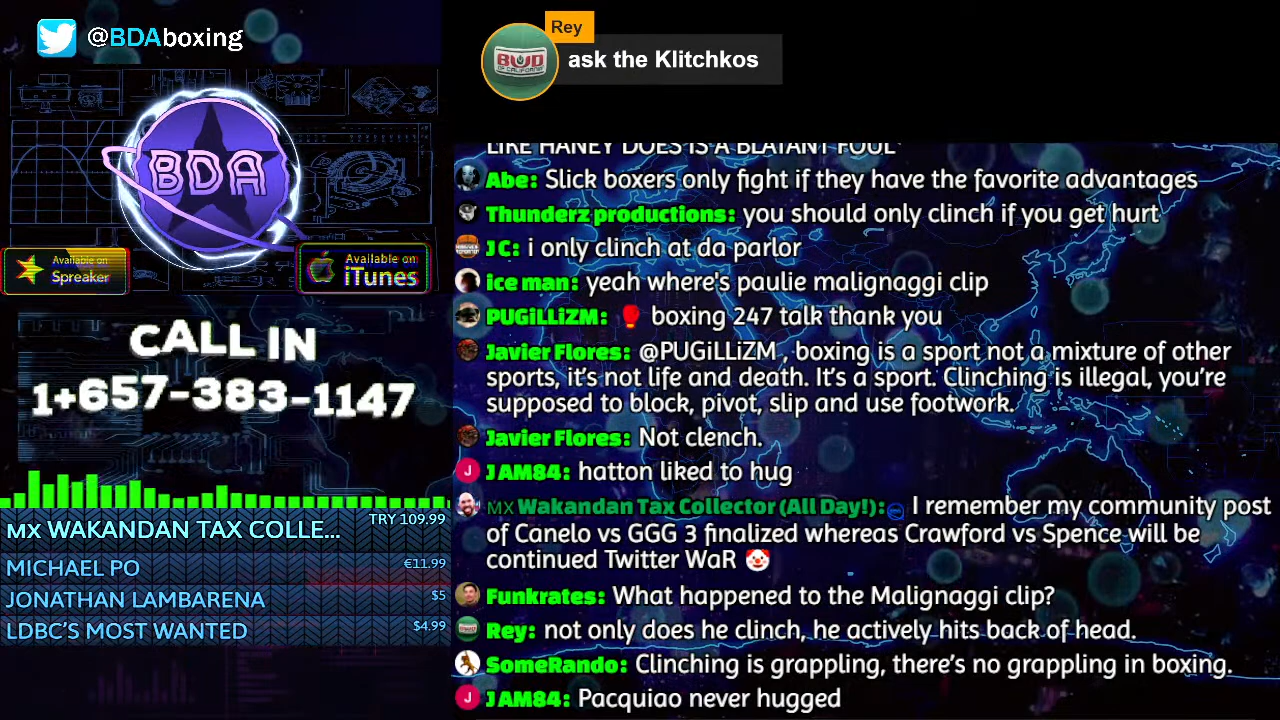 @BDAboxing
BDA
Available on
Spreaker
Available on
iTunes
CALL IN
1+657-383-1147
MX WAKANDAN TAX COLLE... TRY 109.99
MICHAEL PO €11.99
JONATHAN LAMBARENA $5
LDBC'S MOST WANTED $4.99
Rey
BUD
ask the Klitchkos
LIKE HANEY DOES IS A BLATANT FOUL
Abe: Slick boxers only fight if they have the favorite advantages
Thunderz productions: you should only clinch if you get hurt
JC: i only clinch at da parlor
ice man: yeah where's paulie malignaggi clip
PUGiLLiZM: 🥊 boxing 247 talk thank you
Javier Flores: @PUGiLLiZM , boxing is a sport not a mixture of other
sports, it's not life and death. It's a sport. Clinching is illegal, you're
supposed to block, pivot, slip and use footwork.
Javier Flores: Not clench.
J JAM84: hatton liked to hug
MX Wakandan Tax Collector (All Day!): I remember my community post
of Canelo vs GGG 3 finalized whereas Crawford vs Spence will be
continued Twitter WaR 🤡
Funkrates: What happened to the Malignaggi clip?
Rey: not only does he clinch, he actively hits back of head.
SomeRando: Clinching is grappling, there's no grappling in boxing.
J JAM84: Pacquiao never hugged